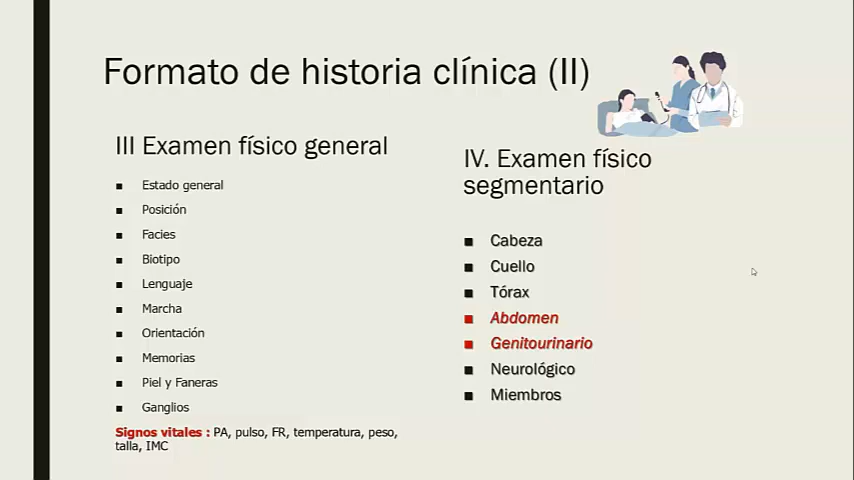 Formato de historia clínica (II)
III Examen físico general
Estado general
Posición
Facies
Biotipo
Lenguaje
Marcha
Orientación
Memorias
Piel y Faneras
Ganglios
Signos vitales : PA, pulso, FR, temperatura, peso,
talla, IMC
IV. Examen físico
segmentario
Cabeza
Cuello
Tórax
Abdomen
Genitourinario
Neurológico
Miembros